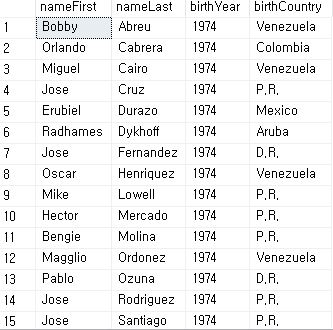 nameFirst nameLast birthYear birthCountry
1 Bobby Abreu 1974 Venezuela
2 Orlando Cabrera 1974 Colombia
3 Miguel Cairo 1974 Venezuela
4 Jose Cruz 1974 P.R.
5 Erubiel Durazo 1974 Mexico
6 Radhames Dykhoff 1974 Aruba
7 Jose Fernandez 1974 D.R.
8 Oscar Henriquez 1974 Venezuela
9 Mike Lowell 1974 P.R.
10 Hector Mercado 1974 P.R.
11 Bengie Molina 1974 P.R.
12 Magglio Ordonez 1974 Venezuela
13 Pablo Ozuna 1974 D.R.
14 Jose Rodriguez 1974 P.R.
15 Jose Santiago 1974 P.R.